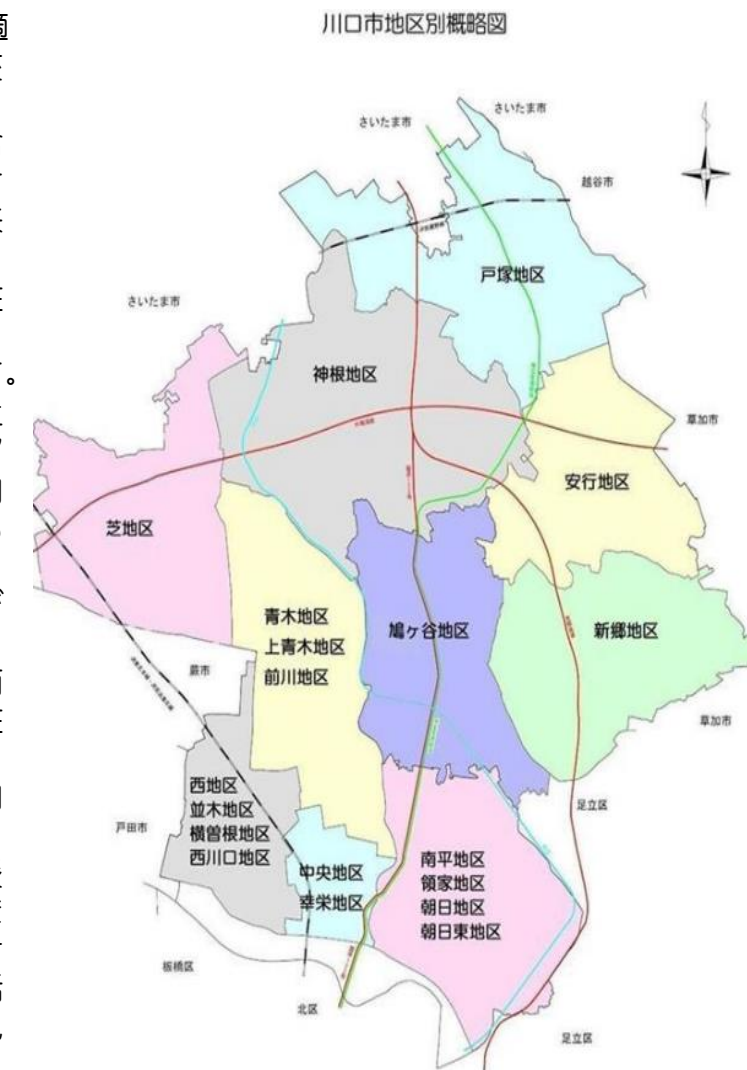 川口市地区別概略図
さいたま市
さいたま市
越谷市
戸塚地区
さいたま市
神根地区
草加市
安行地区
芝地区
青木地区
上青木地区
前川地区
鳩ヶ谷地区
新郷地区
蕨市
草加市
西地区
並木地区
横曽根地区
西川口地区
戸田市
足立区
中央地区
幸栄地区
南平地区
領家地区
朝日地区
朝日東地区
板橋区
北区
足立区